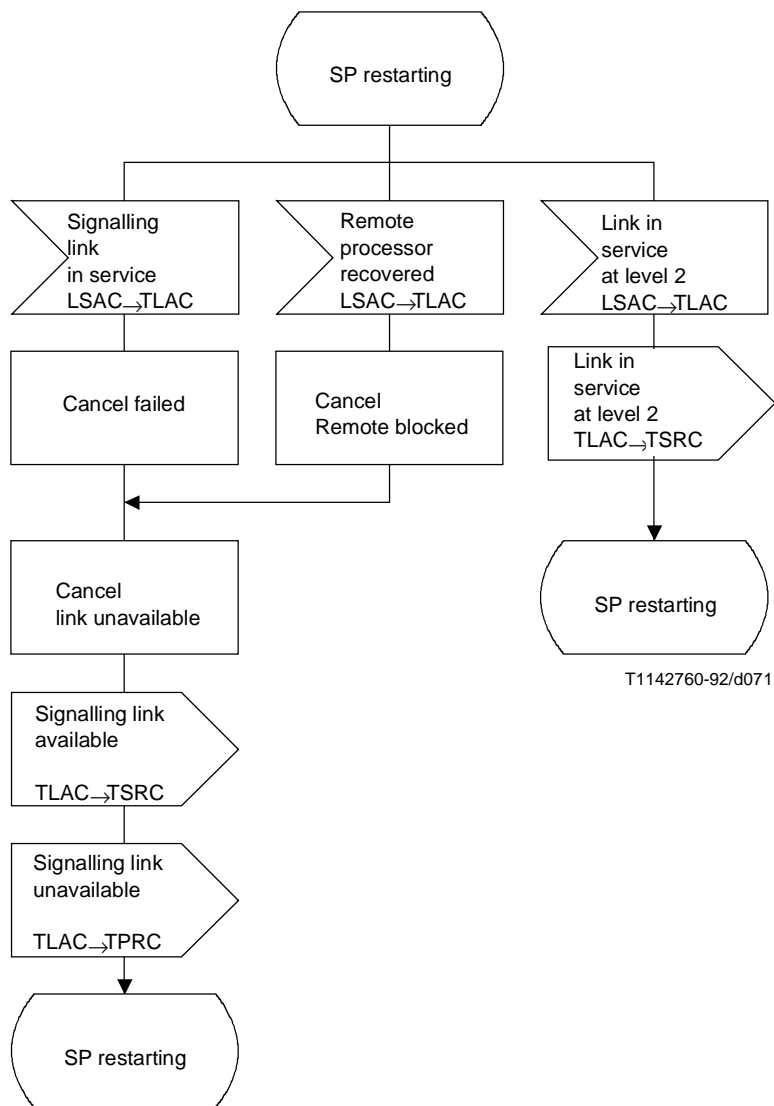 SP restarting
Signalling
link
in service
LSAC→TLAC
Remote
processor
recovered
LSAC→TLAC
Link in
service
at level 2
LSAC→TLAC
Cancel failed
Cancel
Remote blocked
Link in
service
at level 2
TLAC→TSRC
Cancel
link unavailable
SP restarting
T1142760-92/d071
Signalling link
available
TLAC→TSRC
Signalling link
unavailable
TLAC→TPRC
SP restarting